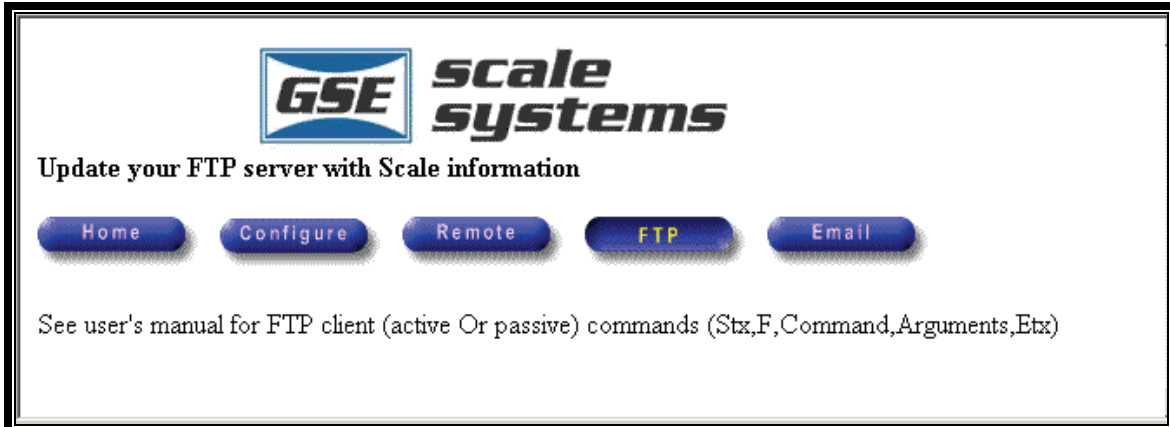 GSE scale
systems
Update your FTP server with Scale information
Home Configure Remote FTP Email
See user's manual for FTP client (active Or passive) commands (Stx,F,Command,Arguments,Etx)